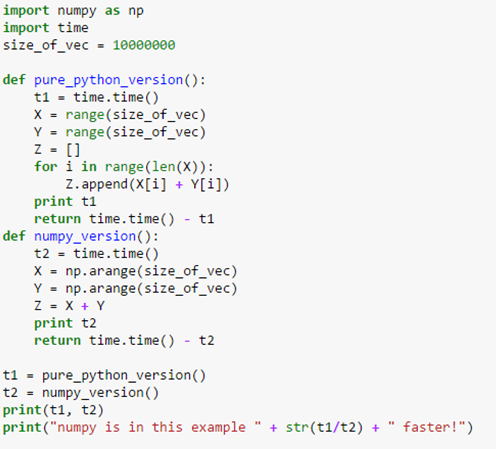 import numpy as np
import time
size_of_vec = 10000000

def pure_python_version():
    t1 = time.time()
    X = range(size_of_vec)
    Y = range(size_of_vec)
    Z = []
    for i in range(len(X)):
        Z.append(X[i] + Y[i])
    print t1
    return time.time() - t1
def numpy_version():
    t2 = time.time()
    X = np.arange(size_of_vec)
    Y = np.arange(size_of_vec)
    Z = X + Y
    print t2
    return time.time() - t2

t1 = pure_python_version()
t2 = numpy_version()
print(t1, t2)
print("numpy is in this example " + str(t1/t2) + " faster!")